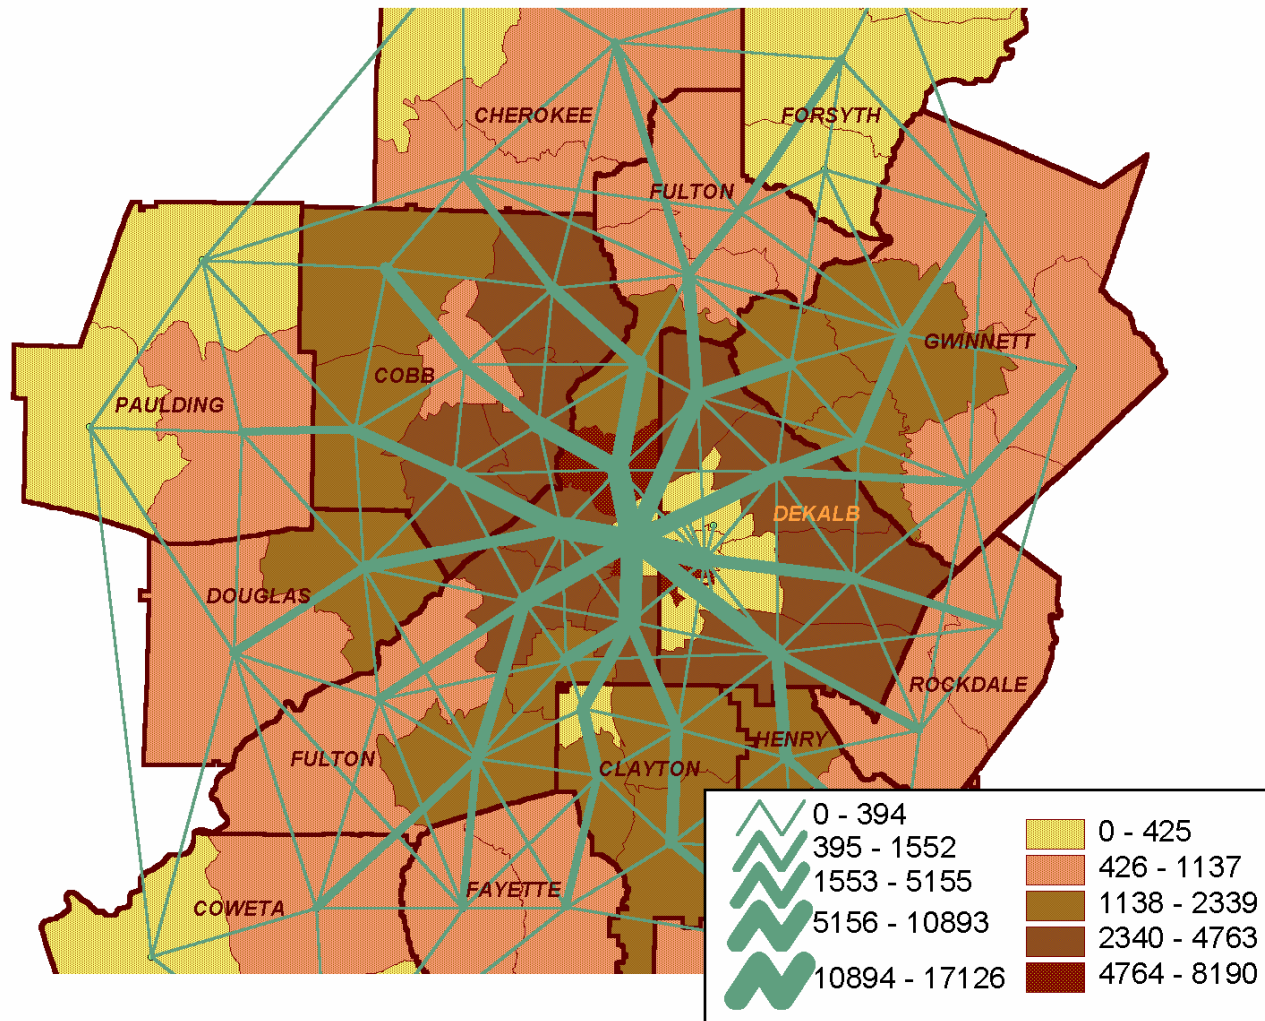 CHEROKEE
FORSYTH
FULTON
GWINNETT
COBB
PAULDING
DEKALB
DOUGLAS
ROCKDALE
HENRY
FULTON
CLAYTON
FAYETTE
COWETA
0 - 394
395 - 1552
1553 - 5155
5156 - 10893
10894 - 17126
0 - 425
426 - 1137
1138 - 2339
2340 - 4763
4764 - 8190